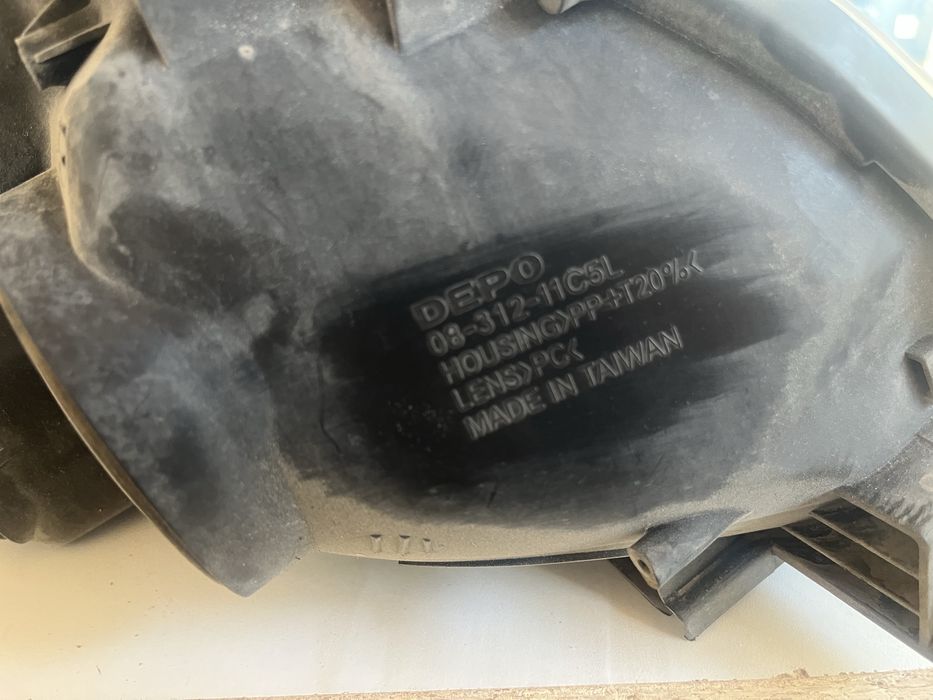 DEPO
08-312-11C5L
HOUSING>PP+T20%<
LENS>PC<
MADE IN TAIWAN